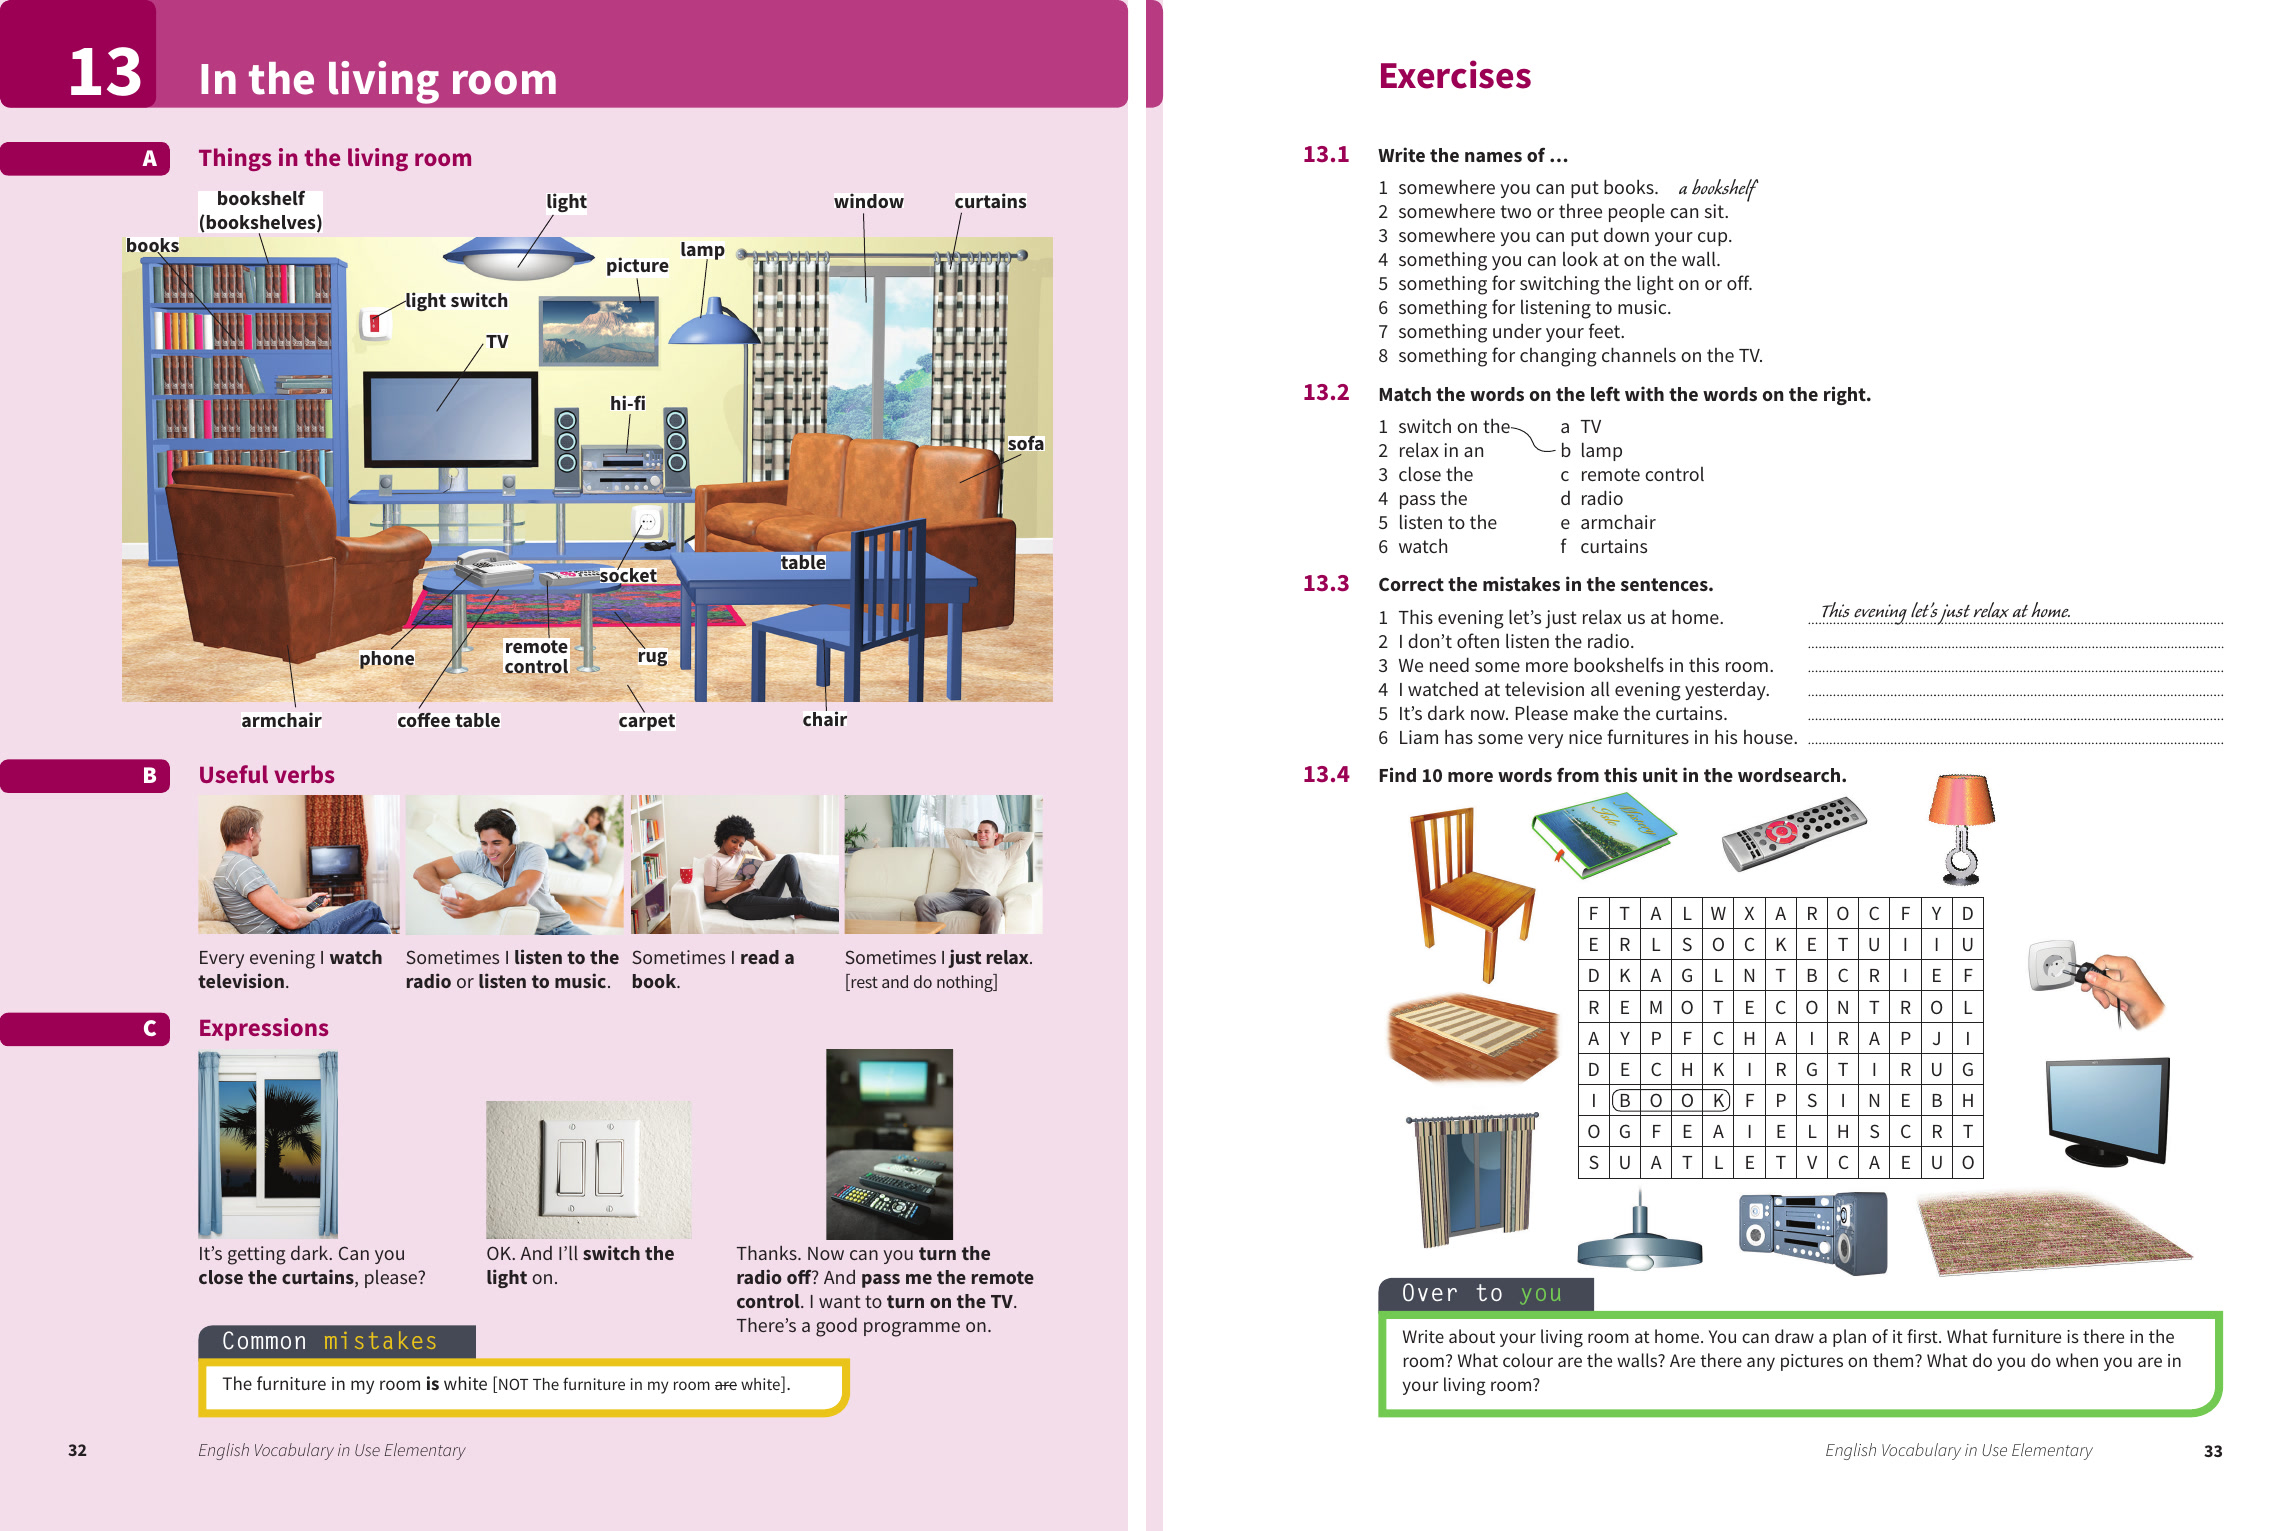 13
In the living room
A
Things in the living room
bookshelf
(bookshelves)
light
window
curtains
books
lamp
picture
light switch
TV
hi-fi
sofa
table
socket
phone
remote
control
rug
armchair
coffee table
carpet
chair
B
Useful verbs
Every evening I watch
television.
Sometimes I listen to the
radio or listen to music.
Sometimes I read a
book.
Sometimes I just relax.
[rest and do nothing]
C
Expressions
It's getting dark. Can you
close the curtains, please?
OK. And I'll switch the
light on.
Thanks. Now can you turn the
radio off? And pass me the remote
control. I want to turn on the TV.
There's a good programme on.
Common mistakes
The furniture in my room is white [NOT The furniture in my room are white].
32
English Vocabulary in Use Elementary
Exercises
13.1 Write the names of …
1 somewhere you can put books. a bookshelf
2 somewhere two or three people can sit.
3 somewhere you can put down your cup.
4 something you can look at on the wall.
5 something for switching the light on or off.
6 something for listening to music.
7 something under your feet.
8 something for changing channels on the TV.
13.2 Match the words on the left with the words on the right.
1 switch on the a TV
2 relax in an b lamp
3 close the c remote control
4 pass the d radio
5 listen to the e armchair
6 watch f curtains
13.3 Correct the mistakes in the sentences.
1 This evening let's just relax us at home. This evening let's just relax at home.
2 I don't often listen the radio.
3 We need some more bookshelfs in this room.
4 I watched at television all evening yesterday.
5 It's dark now. Please make the curtains.
6 Liam has some very nice furnitures in his house.
13.4 Find 10 more words from this unit in the wordsearch.
F T A L W X A R O C F Y D
E R L S O C K E T U I I U
D K A G L N T B C R I E F
R E M O T E C O N T R O L
A Y P F C H A I R A P J I
D E C H K I R G T I R U G
I B O O K F P S I N E B H
O G F E A I E L H S C R T
S U A T L E T V C A E U O
Over to you
Write about your living room at home. You can draw a plan of it first. What furniture is there in the
room? What colour are the walls? Are there any pictures on them? What do you do when you are in
your living room?
English Vocabulary in Use Elementary
33